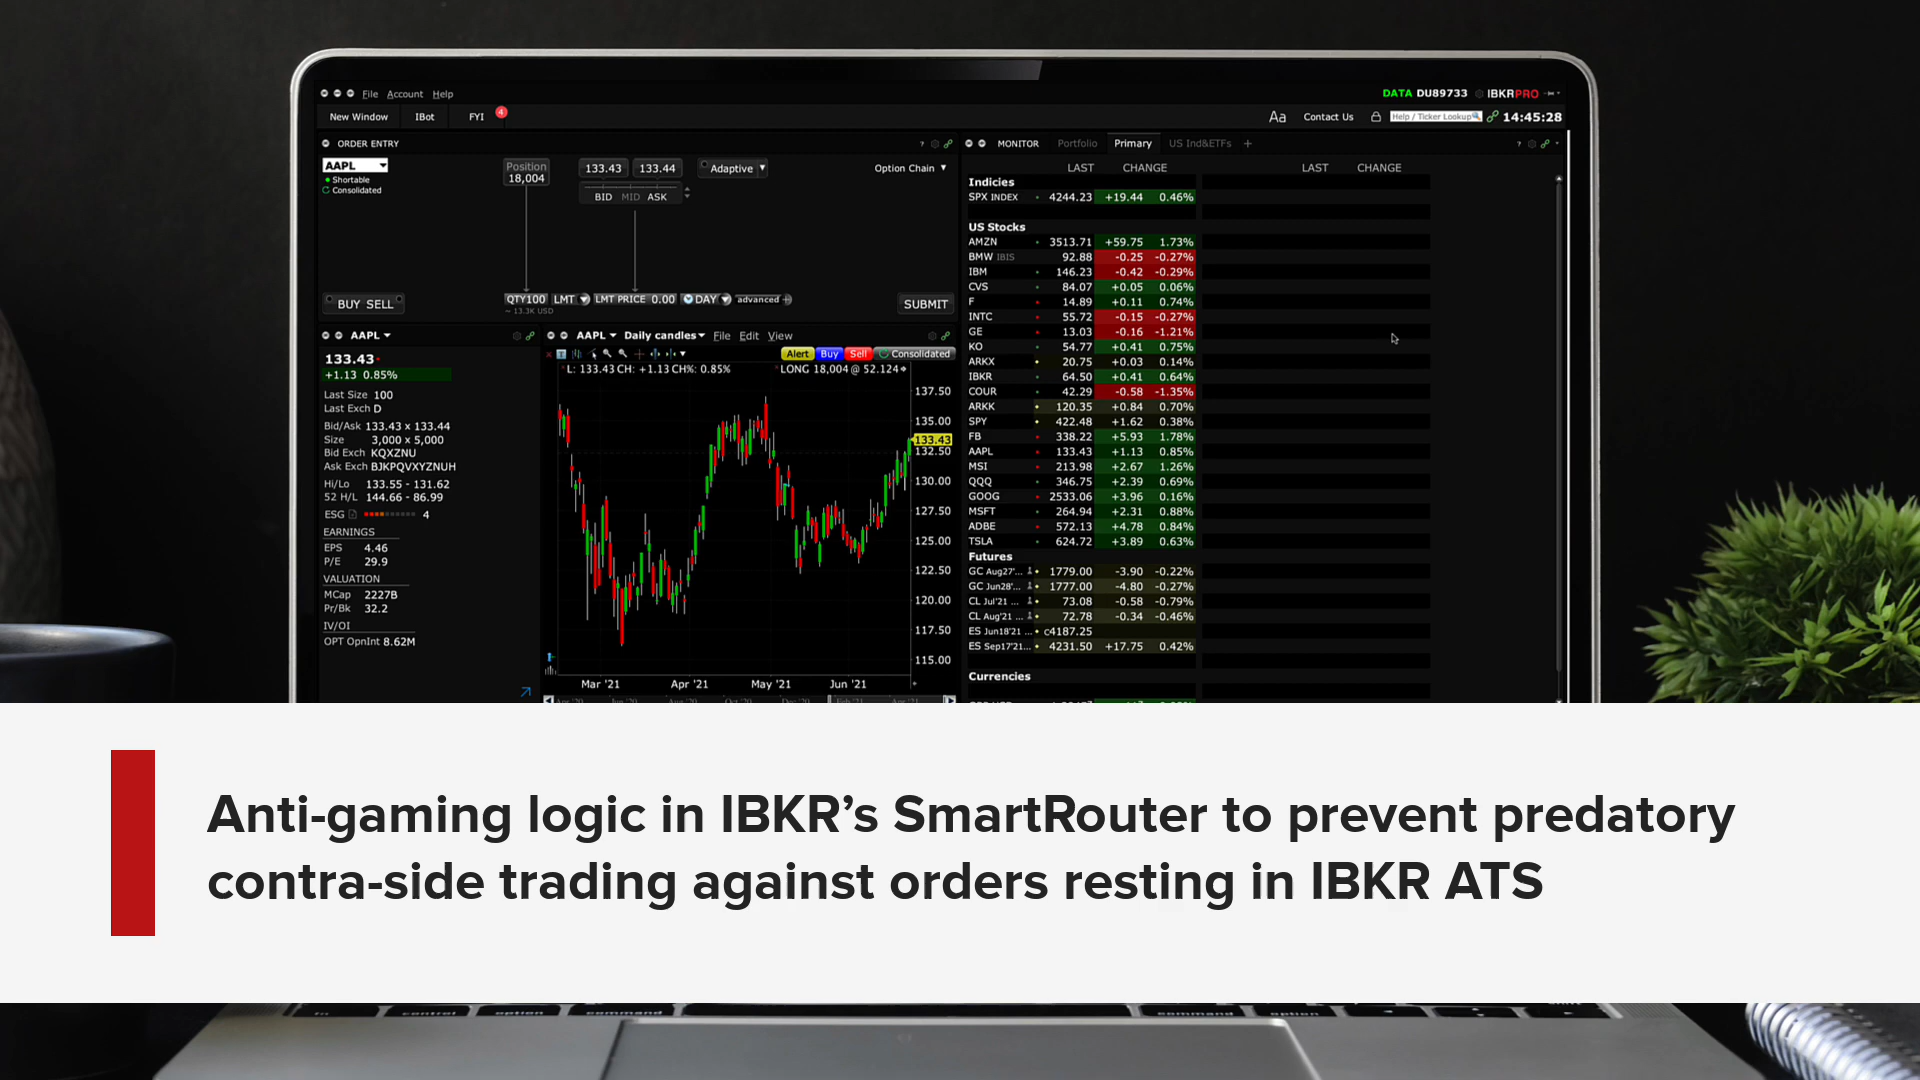 File Account Help
DATA DU89733 IBKRPRO
New Window IBot FYI 4
Aa Contact Us Help / Ticker Lookup 14:45:28
ORDER ENTRY
AAPL
Shortable
Consolidated
Position
18,004
133.43 133.44
BID MID ASK
Adaptive
Option Chain
BUY SELL
QTY100 LMT LMT PRICE 0.00 DAY advanced
~ 13.3K USD
SUBMIT
AAPL
133.43
+1.13 0.85%
Last Size 100
Last Exch D
Bid/Ask 133.43 x 133.44
Size 3,000 x 5,000
Bid Exch KQXZNU
Ask Exch BJKPQVXYZNUH
Hi/Lo 133.55 - 131.62
52 H/L 144.66 - 86.99
ESG 4
EARNINGS
EPS 4.46
P/E 29.9
VALUATION
MCap 2227B
Pr/Bk 32.2
IV/OI
OPT OpnInt 8.62M
AAPL Daily candles File Edit View
Alert Buy Sell Consolidated
L: 133.43 CH: +1.13 CH%: 0.85% LONG 18,004 @ 52.124
137.50
135.00
133.43
132.50
130.00
127.50
125.00
122.50
120.00
117.50
115.00
Mar '21 Apr '21 May '21 Jun '21
MONITOR Portfolio Primary US Ind&ETFs +
LAST CHANGE LAST CHANGE
Indicies
SPX INDEX 4244.23 +19.44 0.46%
US Stocks
AMZN 3513.71 +59.75 1.73%
BMW IBIS 92.88 -0.25 -0.27%
IBM 146.23 -0.42 -0.29%
CVS 84.07 +0.05 0.06%
F 14.89 +0.11 0.74%
INTC 55.72 -0.15 -0.27%
GE 13.03 -0.16 -1.21%
KO 54.77 +0.41 0.75%
ARKX 20.75 +0.03 0.14%
IBKR 64.50 +0.41 0.64%
COUR 42.29 -0.58 -1.35%
ARKK 120.35 +0.84 0.70%
SPY 422.48 +1.62 0.38%
FB 338.22 +5.93 1.78%
AAPL 133.43 +1.13 0.85%
MSI 213.98 +2.67 1.26%
QQQ 346.75 +2.39 0.69%
GOOG 2533.06 +3.96 0.16%
MSFT 264.94 +2.31 0.88%
ADBE 572.13 +4.78 0.84%
TSLA 624.72 +3.89 0.63%
Futures
GC Aug27'... 1779.00 -3.90 -0.22%
GC Jun28'... 1777.00 -4.80 -0.27%
CL Jul'21 ... 73.08 -0.58 -0.79%
CL Aug'21 ... 72.78 -0.34 -0.46%
ES Jun18'21 ... c4187.25
ES Sep17'21... 4231.50 +17.75 0.42%
Currencies
Anti-gaming logic in IBKR’s SmartRouter to prevent predatory
contra-side trading against orders resting in IBKR ATS